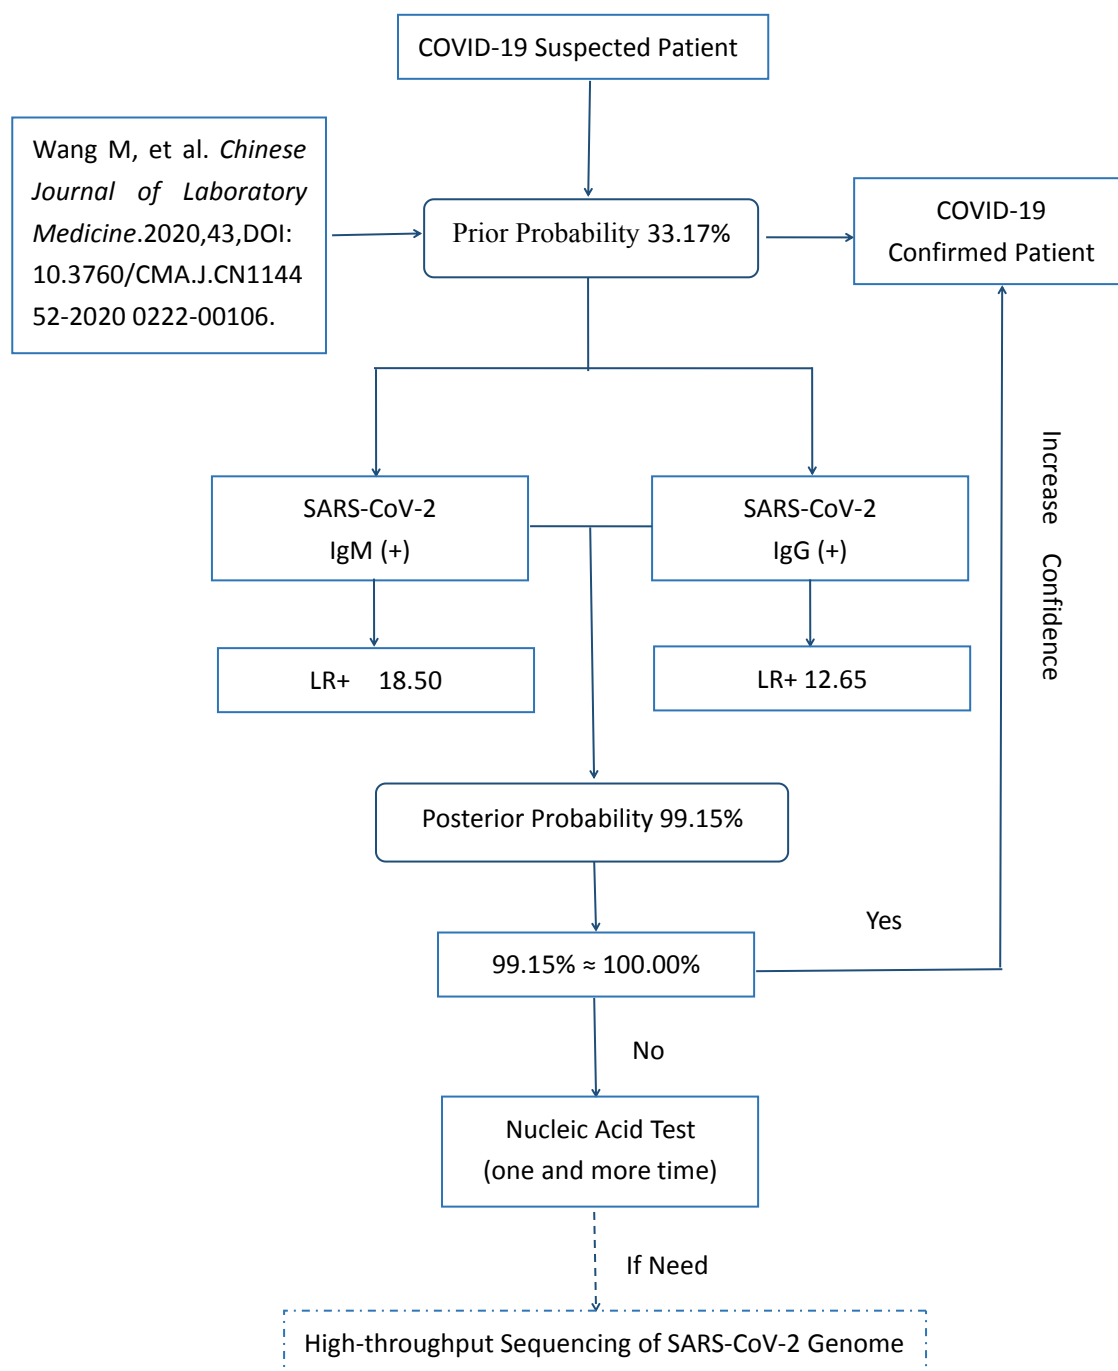 COVID-19 Suspected Patient
Wang M, et al. Chinese
Journal of Laboratory
Medicine.2020,43,DOI:
10.3760/CMA.J.CN1144
52-2020 0222-00106.
Prior Probability 33.17%
COVID-19
Confirmed Patient
SARS-CoV-2
IgM (+)
SARS-CoV-2
IgG (+)
Increase Confidence
LR+ 18.50
LR+ 12.65
Posterior Probability 99.15%
Yes
99.15% ≈ 100.00%
No
Nucleic Acid Test
(one and more time)
If Need
High-throughput Sequencing of SARS-CoV-2 Genome